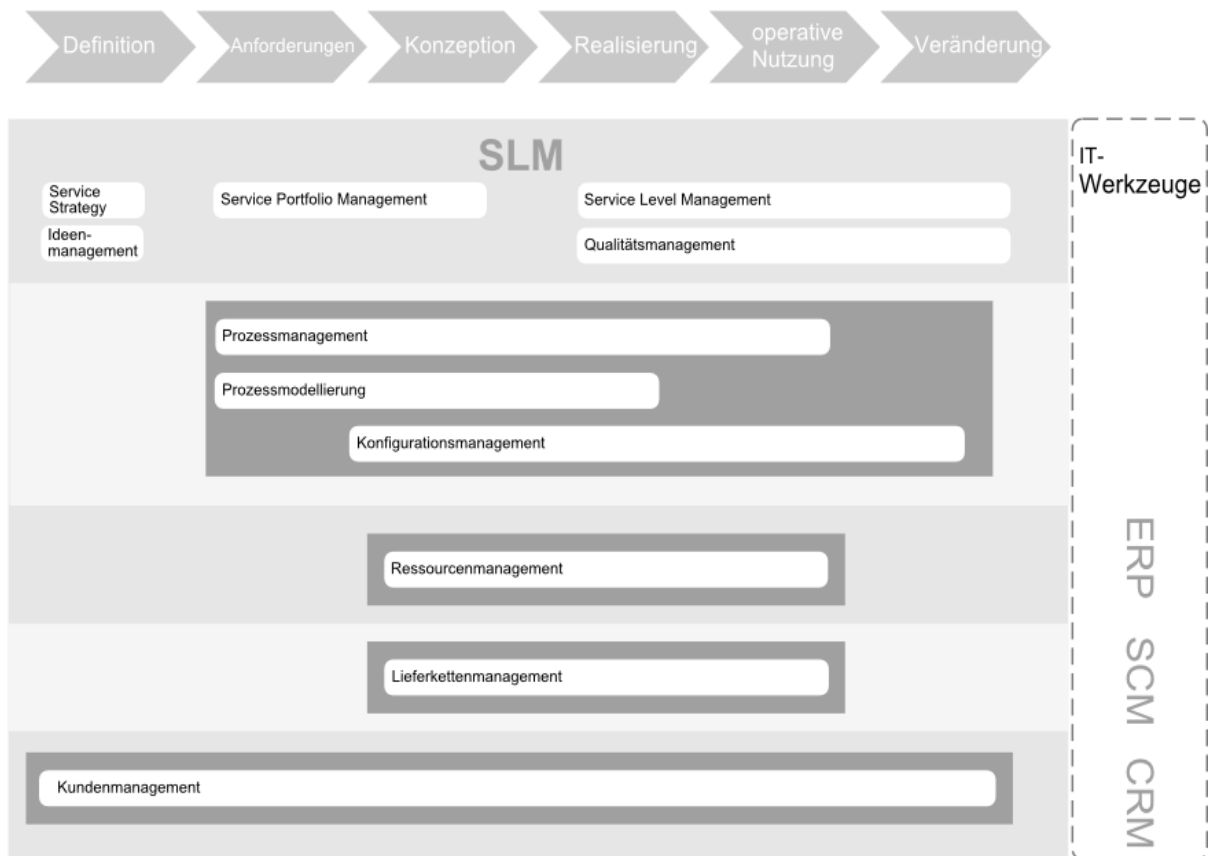 Definition
Anforderungen
Konzeption
Realisierung
operative
Nutzung
Veränderung
SLM
IT-
Werkzeuge
Service
Strategy
Service Portfolio Management
Service Level Management
Ideen-
management
Qualitätsmanagement
Prozessmanagement
Prozessmodellierung
Konfigurationsmanagement
Ressourcenmanagement
ERP
Lieferkettenmanagement
SCM
Kundenmanagement
CRM